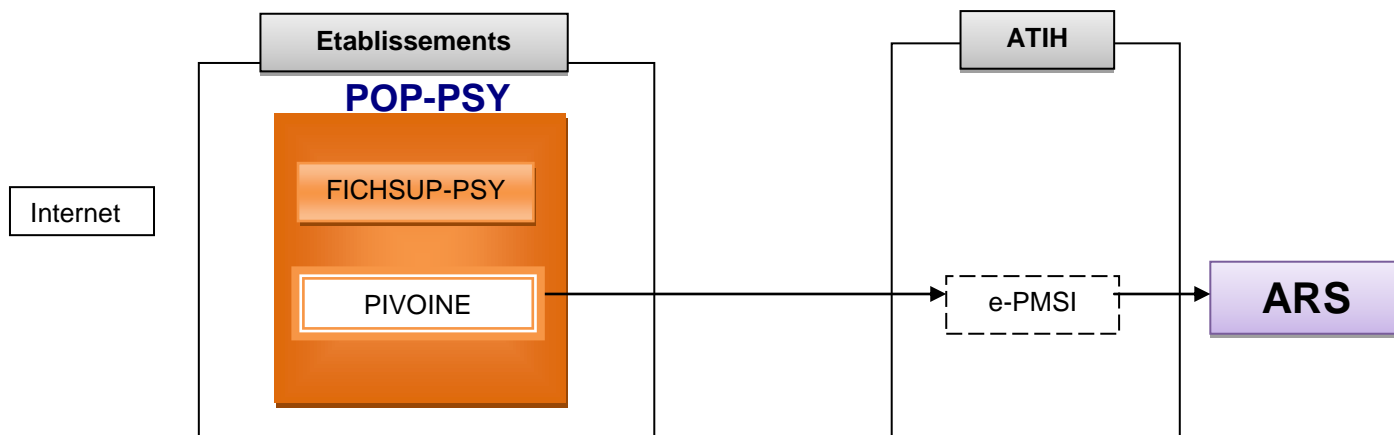 Etablissements
ATIH
POP-PSY
FICHSUP-PSY
Internet
PIVOINE
e-PMSI
ARS